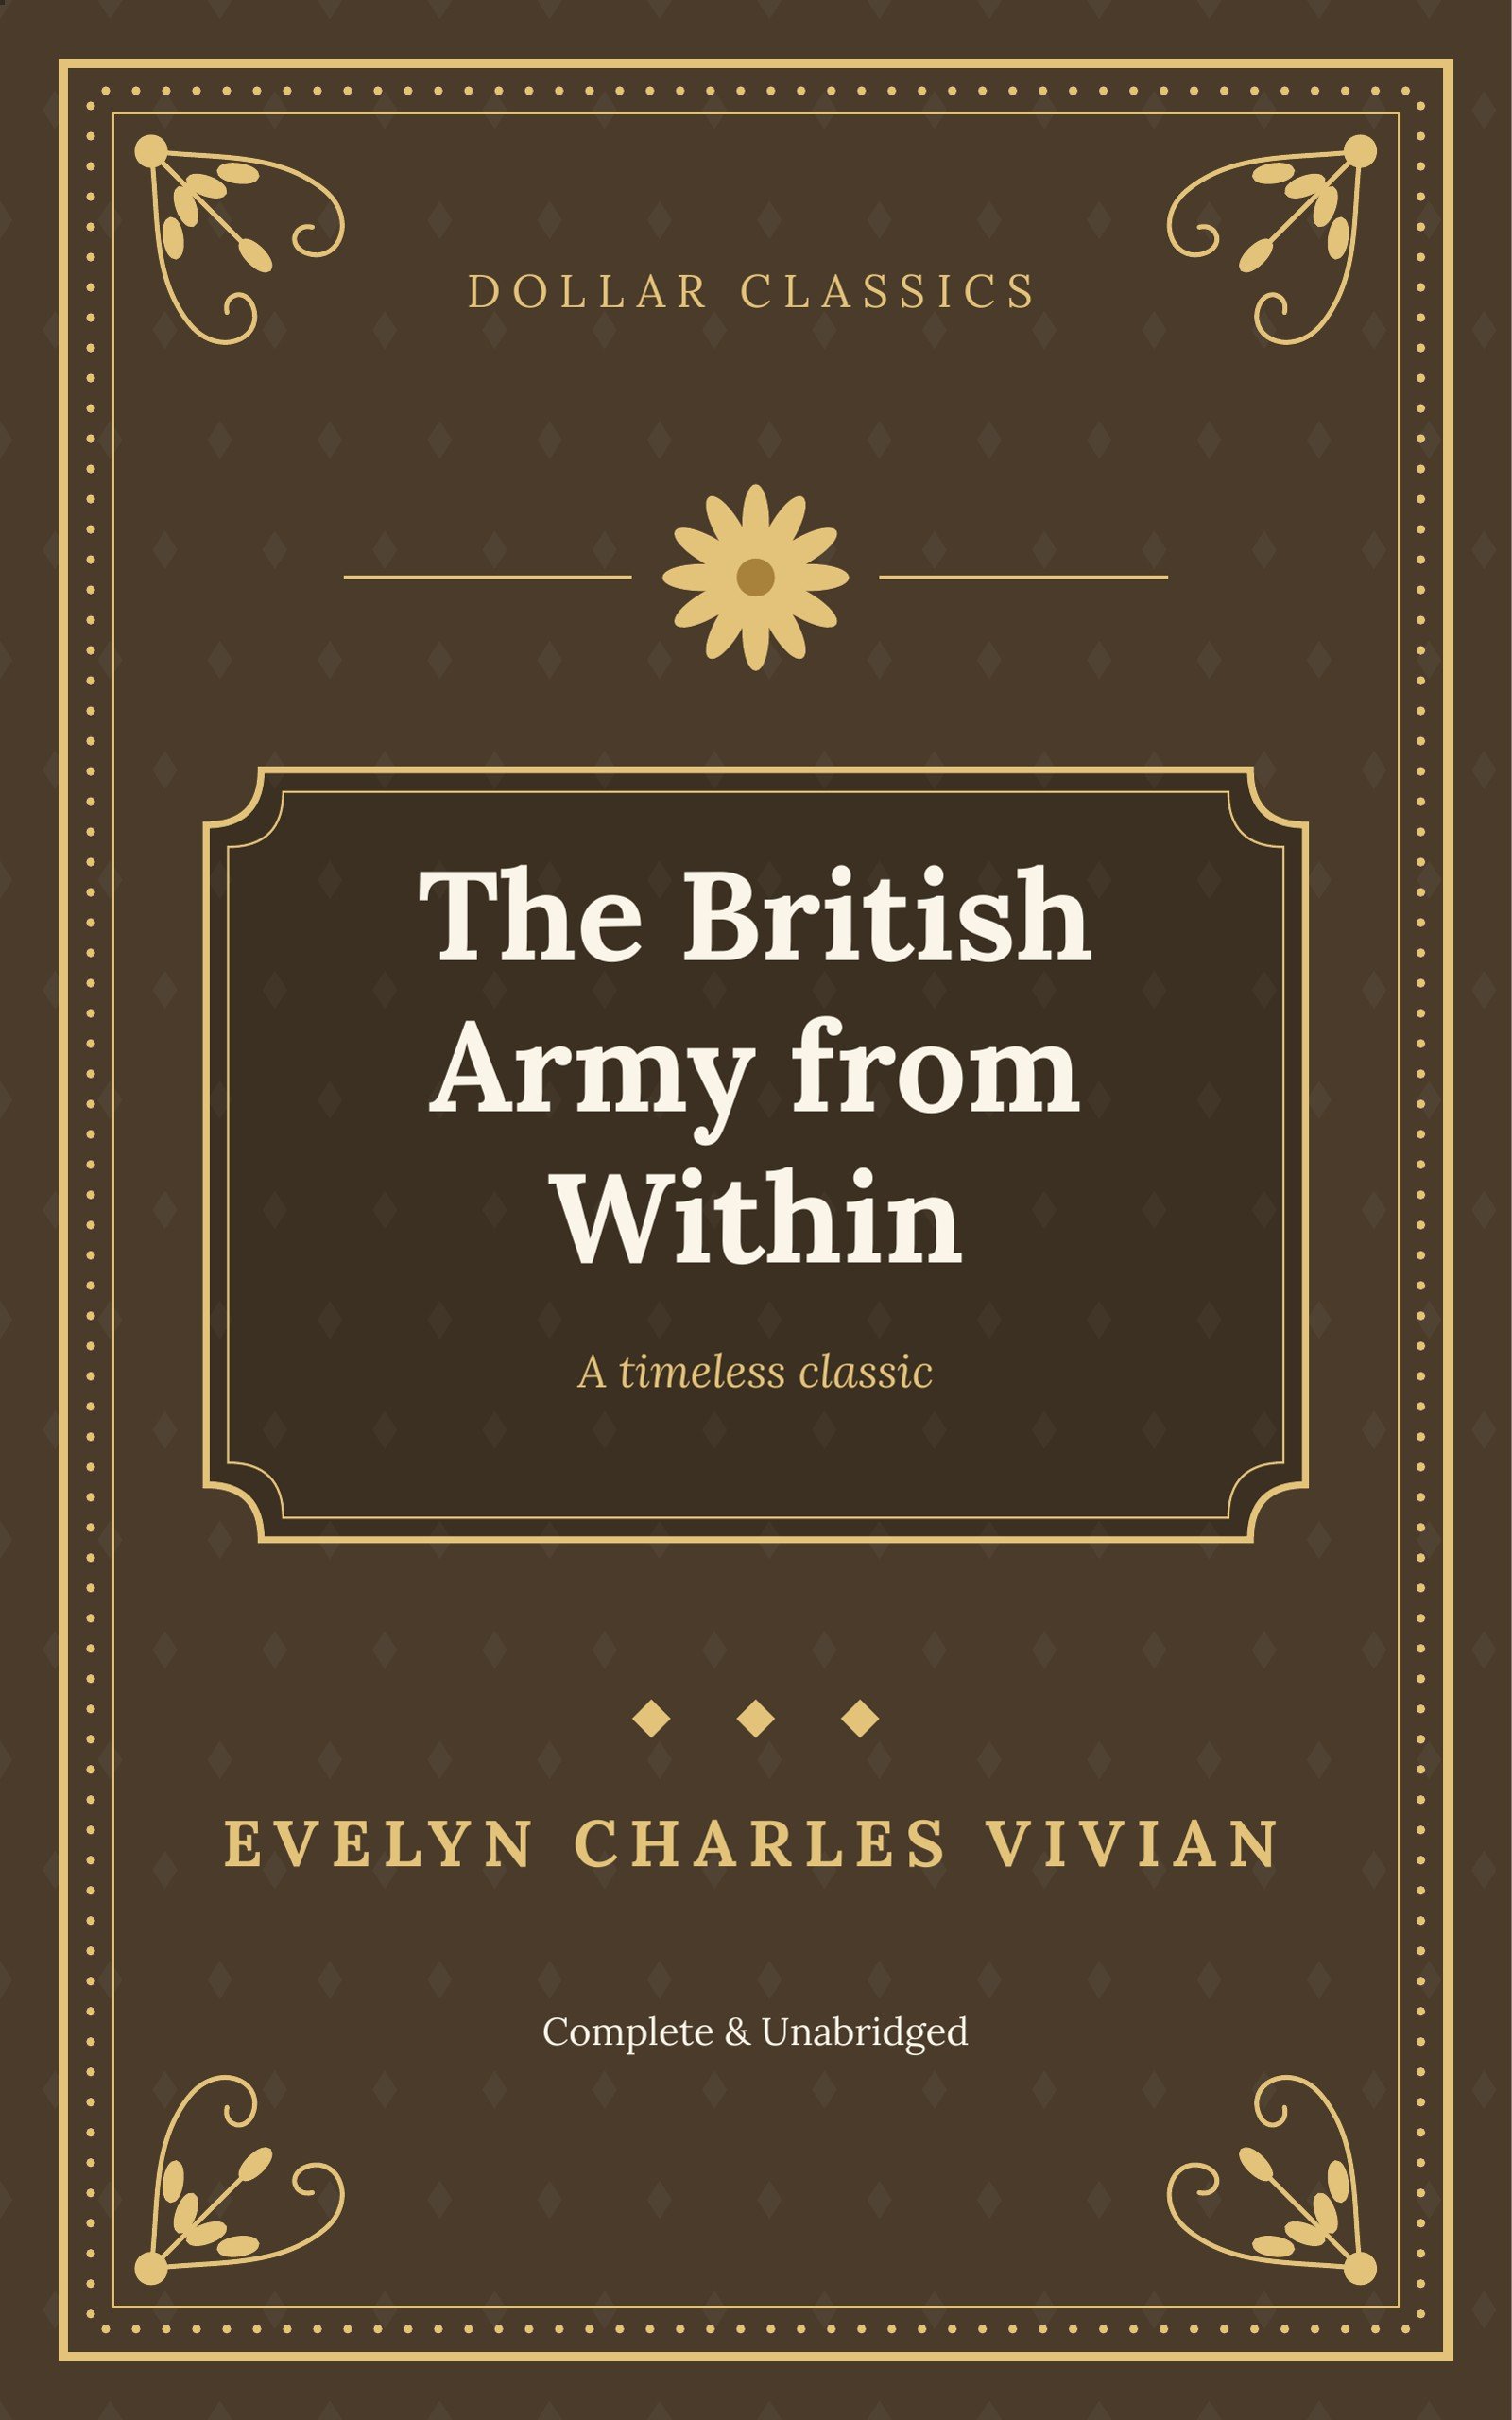 DOLLAR CLASSICS
The British
Army from
Within
A timeless classic
EVELYN CHARLES VIVIAN
Complete & Unabridged